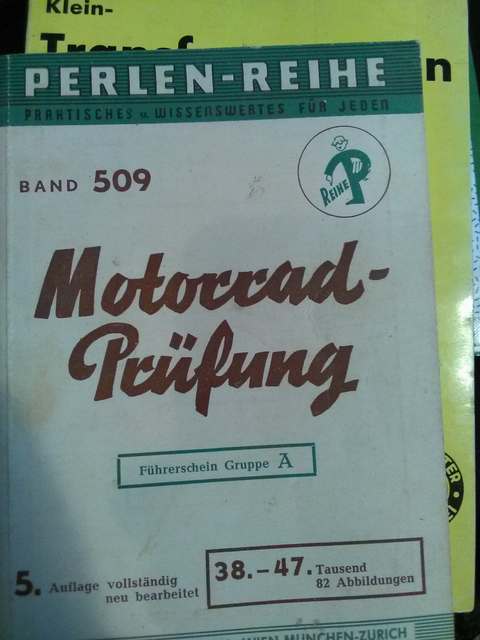 Klein-
PERLEN-REIHE
PRAKTISCHES u. WISSENSWERTES FÜR JEDEN
BAND 509
REIHE P
Motorrad-
Prüfung
Führerschein Gruppe A
5. Auflage vollständig
neu bearbeitet
38.-47. Tausend
82 Abbildungen
WIEN-MÜNCHEN-ZÜRICH